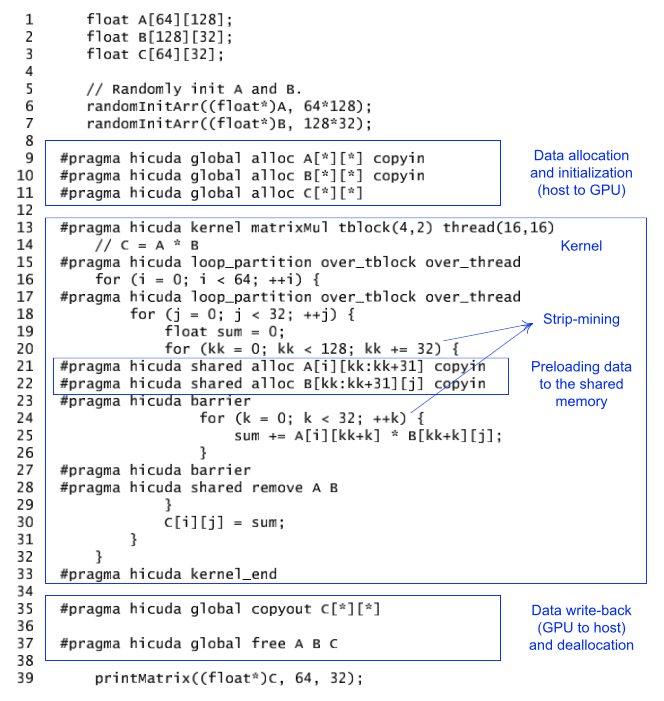 1 float A[64][128];
2 float B[128][32];
3 float C[64][32];
4
5 // Randomly init A and B.
6 randomInitArr((float*)A, 64*128);
7 randomInitArr((float*)B, 128*32);
8
9 #pragma hicuda global alloc A[*][*] copyin
10 #pragma hicuda global alloc B[*][*] copyin
11 #pragma hicuda global alloc C[*][*]
Data allocation
and initialization
(host to GPU)
12
13 #pragma hicuda kernel matrixMul tblock(4,2) thread(16,16)
14 // C = A * B
Kernel
15 #pragma hicuda loop_partition over_tblock over_thread
16 for (i = 0; i < 64; ++i) {
17 #pragma hicuda loop_partition over_tblock over_thread
18 for (j = 0; j < 32; ++j) {
19 float sum = 0;
20 for (kk = 0; kk < 128; kk += 32) {
Strip-mining
21 #pragma hicuda shared alloc A[i][kk:kk+31] copyin
22 #pragma hicuda shared alloc B[kk:kk+31][j] copyin
23 #pragma hicuda barrier
Preloading data
to the shared
memory
24 for (k = 0; k < 32; ++k) {
25 sum += A[i][kk+k] * B[kk+k][j];
26 }
27 #pragma hicuda barrier
28 #pragma hicuda shared remove A B
29 }
30 C[i][j] = sum;
31 }
32 }
33 #pragma hicuda kernel_end
34
35 #pragma hicuda global copyout C[*][*]
36
37 #pragma hicuda global free A B C
Data write-back
(GPU to host)
and deallocation
38
39 printMatrix((float*)C, 64, 32);